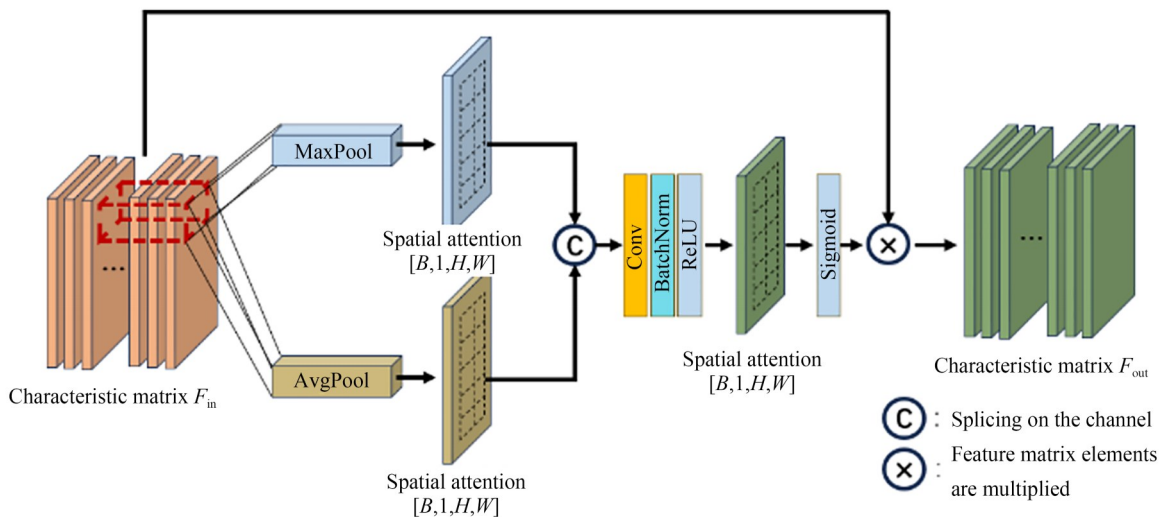 MaxPool
Spatial attention
[B,1,H,W]
...
Characteristic matrix F_in
AvgPool
Spatial attention
[B,1,H,W]
C
Conv
BatchNorm
ReLU
Spatial attention
[B,1,H,W]
Sigmoid
×
...
Characteristic matrix F_out
C : Splicing on the channel
× : Feature matrix elements
are multiplied